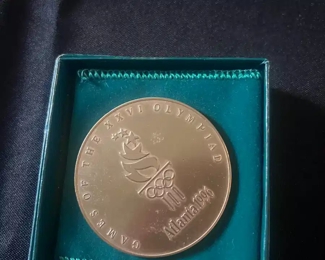 GAMES OF THE XXVI OLYMPIAD
Atlanta 1996